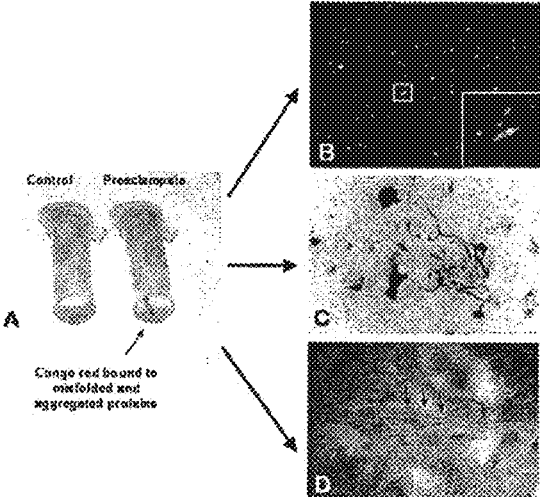 Control Preeclampsia
A
Congo red bound to
misfolded and
aggregated proteins
B
C
D